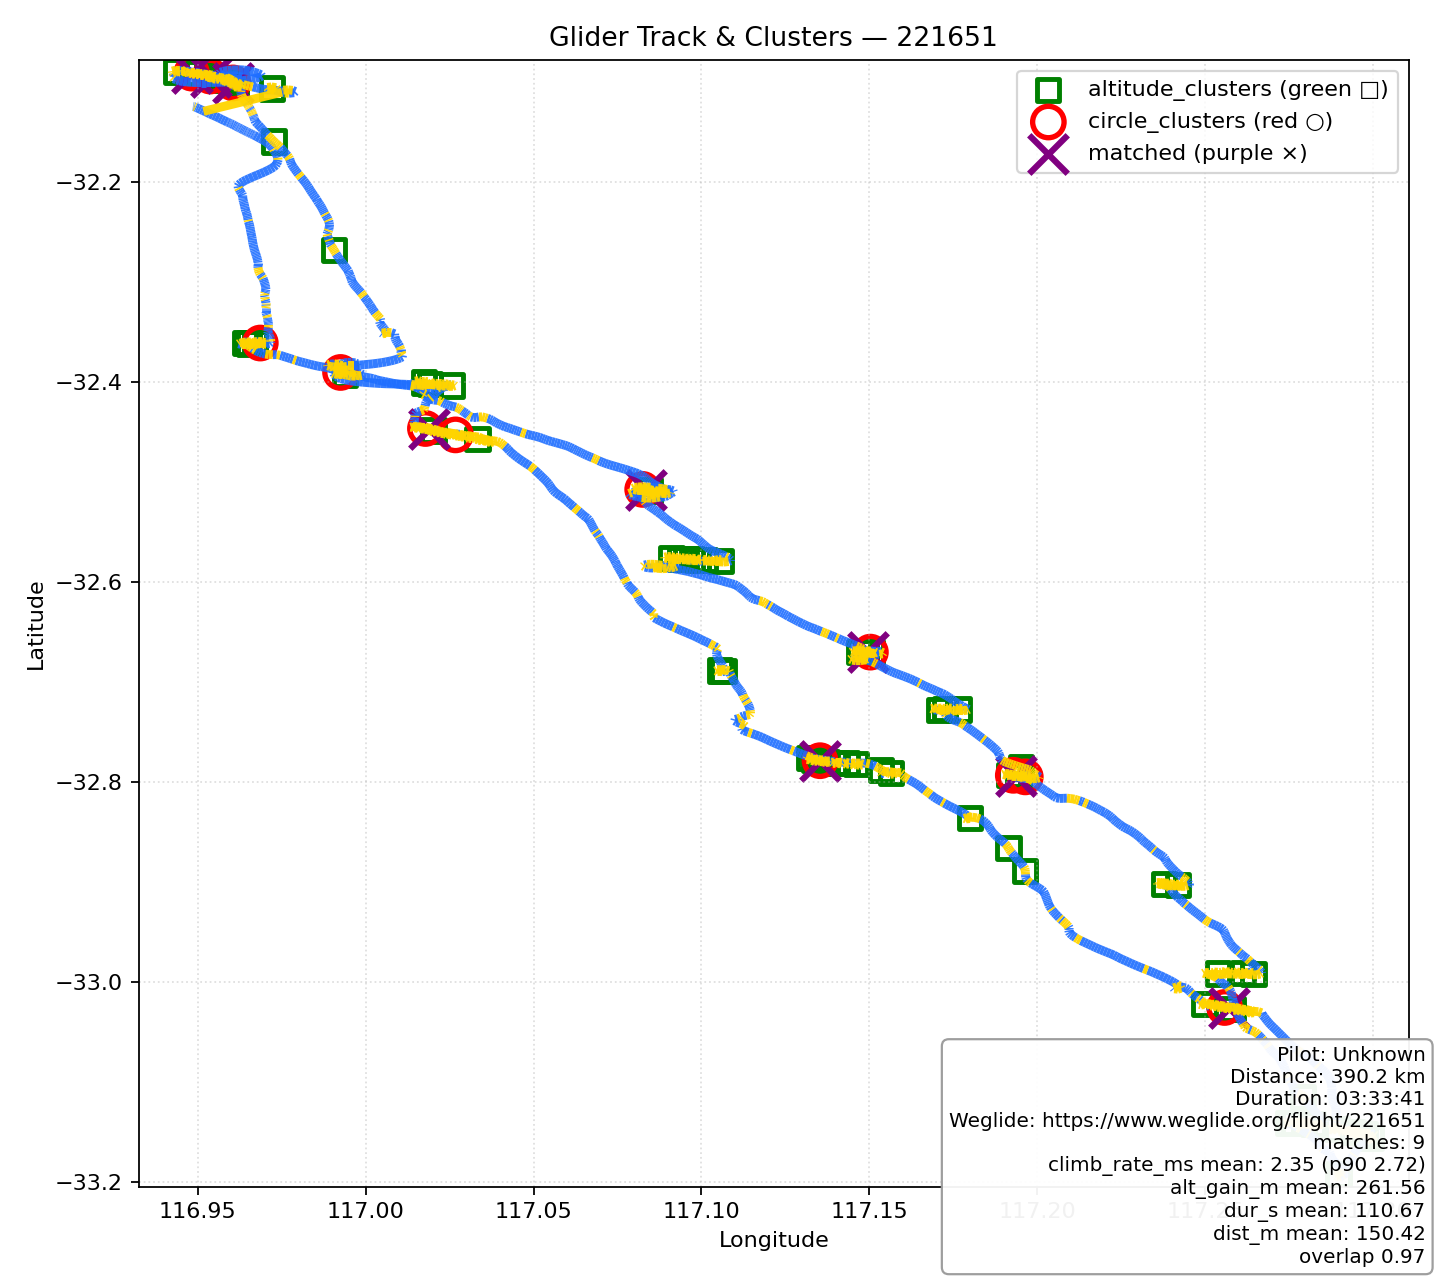 Glider Track & Clusters — 221651
altitude_clusters (green □)
circle_clusters (red ○)
matched (purple ×)
−32.2
−32.4
−32.6
−32.8
−33.0
−33.2
Latitude
116.95
117.00
117.05
117.10
117.15
117.20
Longitude
Pilot: Unknown
Distance: 390.2 km
Duration: 03:33:41
Weglide: https://www.weglide.org/flight/221651
matches: 9
climb_rate_ms mean: 2.35 (p90 2.72)
alt_gain_m mean: 261.56
dur_s mean: 110.67
dist_m mean: 150.42
overlap 0.97